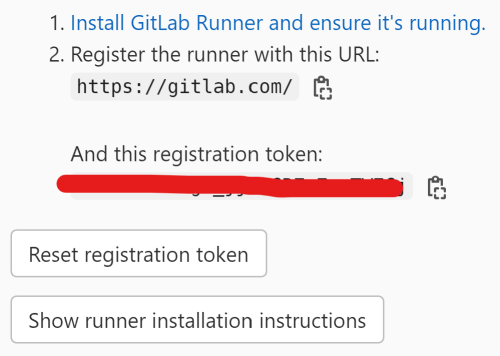 1. Install GitLab Runner and ensure it's running.
2. Register the runner with this URL:
https://gitlab.com/
And this registration token:
Reset registration token
Show runner installation instructions